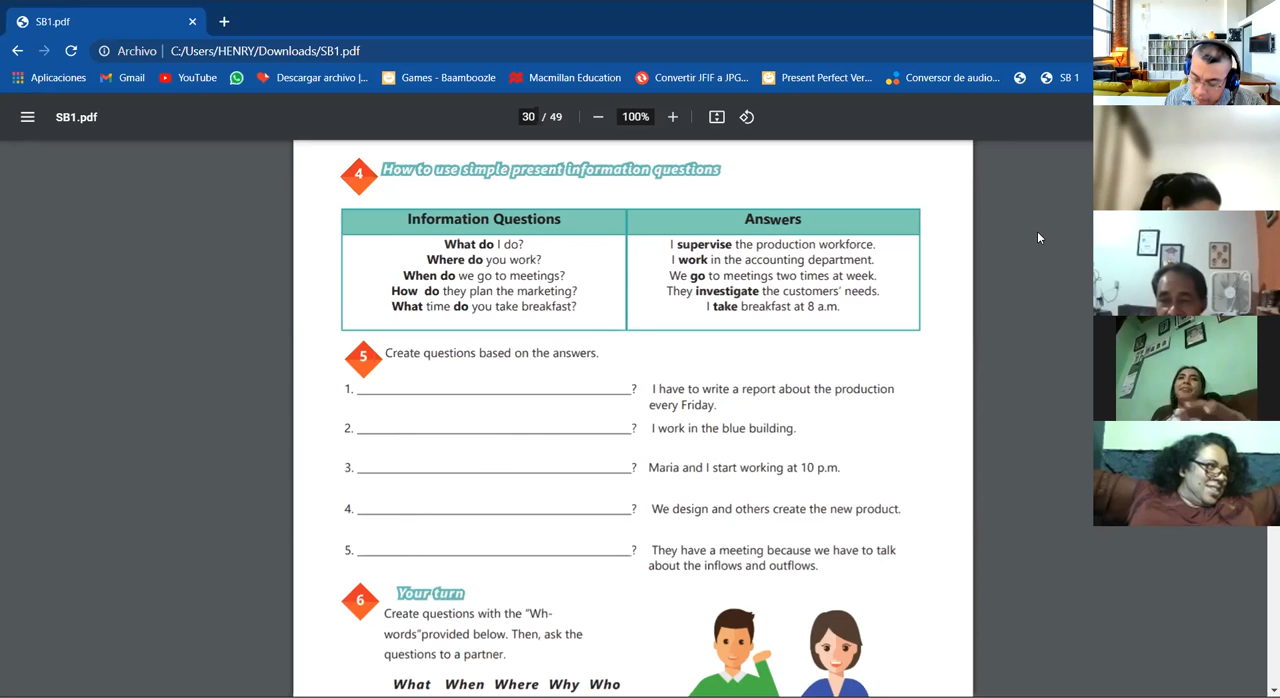 SB1.pdf
Archivo | C:/Users/HENRY/Downloads/SB1.pdf
Aplicaciones Gmail YouTube Descargar archivo |... Games - Baamboozle Macmillan Education Convertir JFIF a JPG... Present Perfect Ver... Conversor de audio... SB 1
SB1.pdf 30 / 49 100%
4 How to use simple present information questions
Information Questions Answers
What do I do? I supervise the production workforce.
Where do you work? I work in the accounting department.
When do we go to meetings? We go to meetings two times at week.
How do they plan the marketing? They investigate the customers' needs.
What time do you take breakfast? I take breakfast at 8 a.m.
5 Create questions based on the answers.
1. ____________________? I have to write a report about the production
every Friday.
2. ____________________? I work in the blue building.
3. ____________________? Maria and I start working at 10 p.m.
4. ____________________? We design and others create the new product.
5. ____________________? They have a meeting because we have to talk
about the inflows and outflows.
6 Your turn
Create questions with the "Wh-
words"provided below. Then, ask the
questions to a partner.
What When Where Why Who